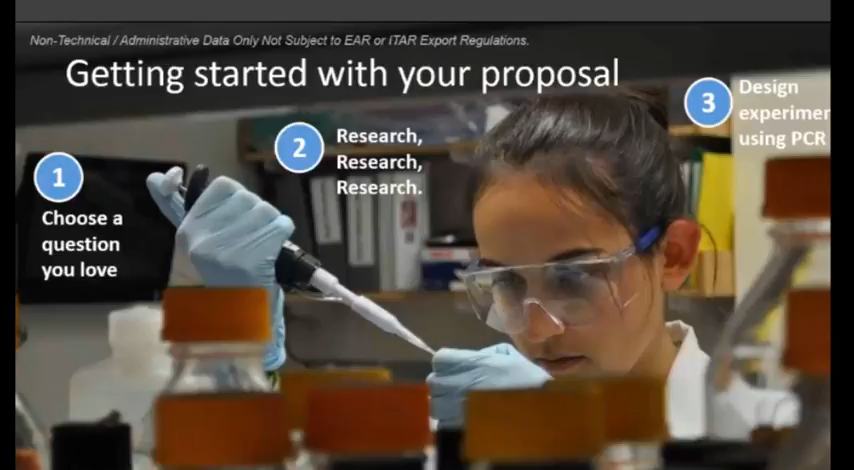 Non-Technical / Administrative Data Only Not Subject to EAR or ITAR Export Regulations.
Getting started with your proposal
1
Choose a
question
you love
2
Research,
Research,
Research.
3
Design
using PCR